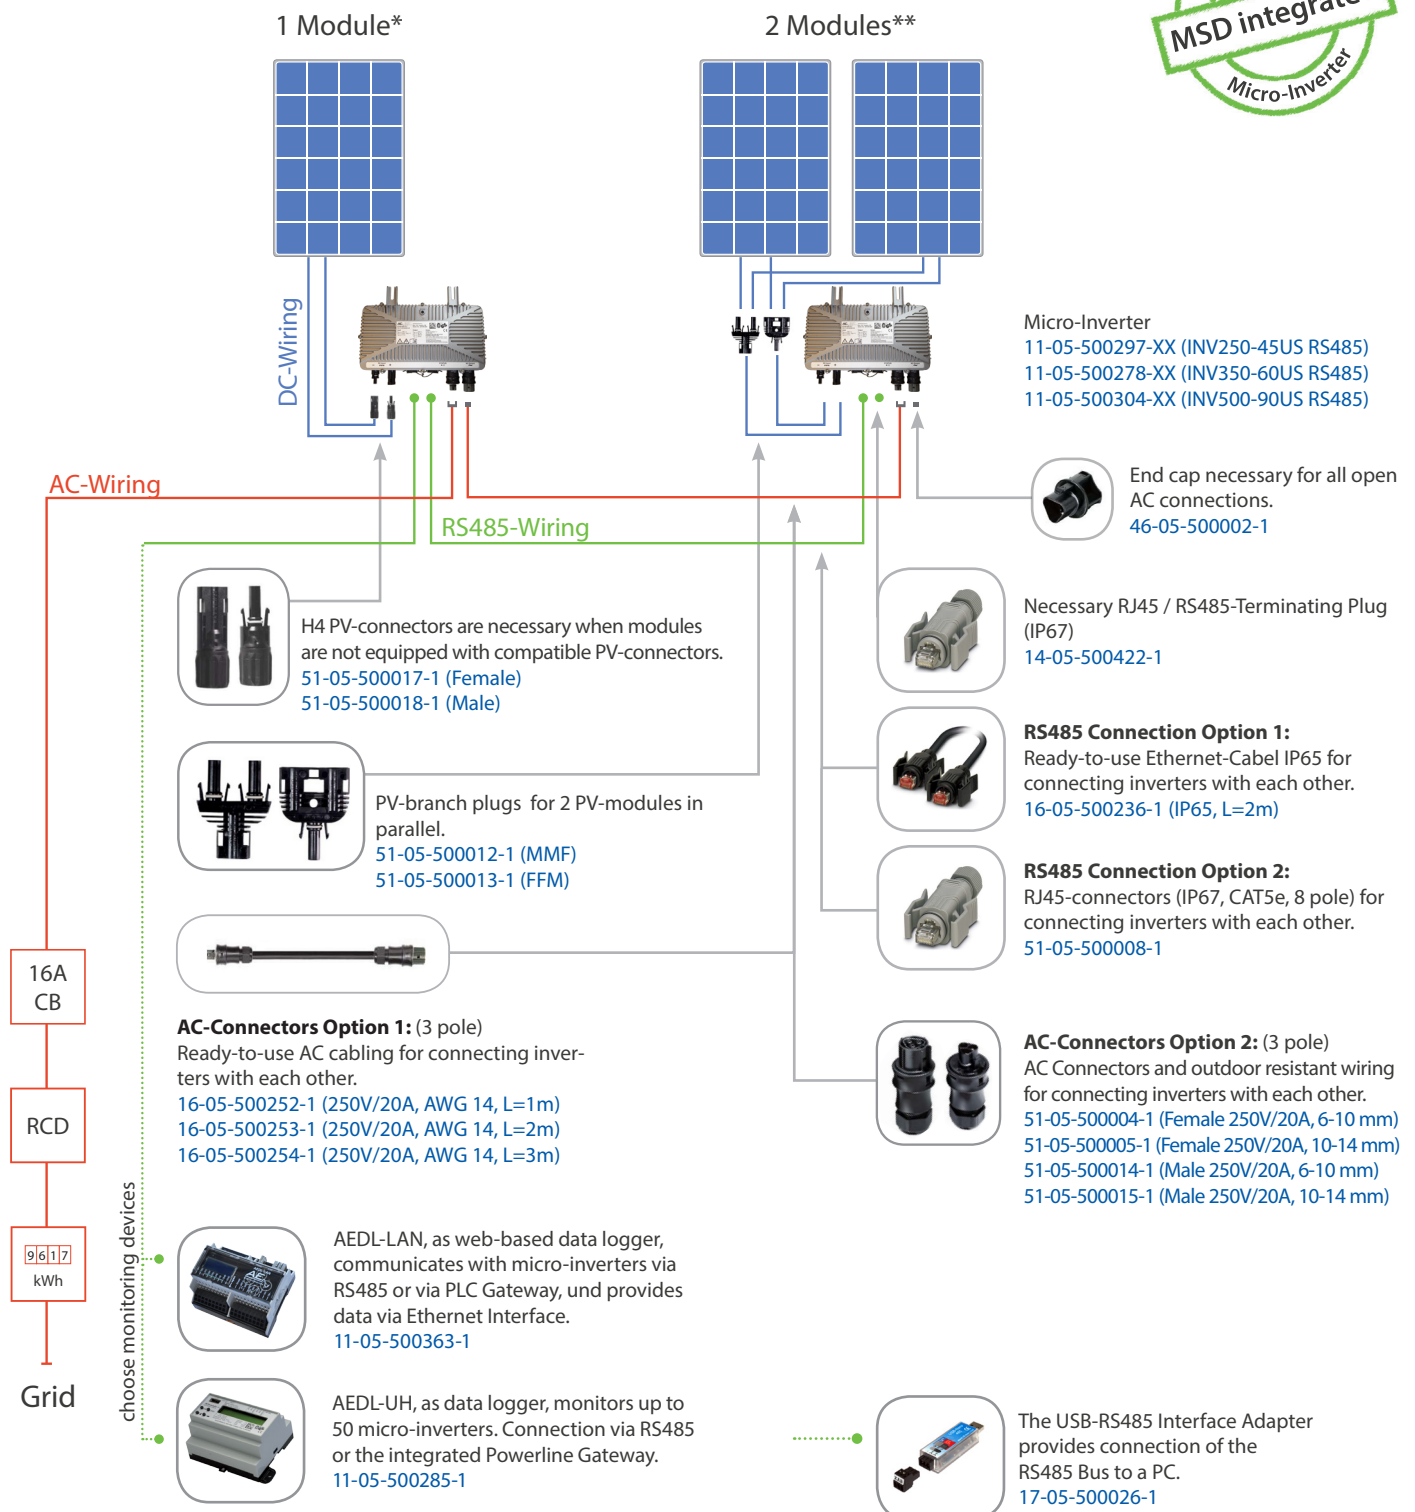 1 Module*
2 Modules**
MSD integrate
Micro-Inverter
DC-Wiring
Micro-Inverter
11-05-500297-XX (INV250-45US RS485)
11-05-500278-XX (INV350-60US RS485)
11-05-500304-XX (INV500-90US RS485)
AC-Wiring
RS485-Wiring
End cap necessary for all open
AC connections.
46-05-500002-1
H4 PV-connectors are necessary when modules
are not equipped with compatible PV-connectors.
51-05-500017-1 (Female)
51-05-500018-1 (Male)
Necessary RJ45 / RS485-Terminating Plug
(IP67)
14-05-500422-1
RS485 Connection Option 1:
Ready-to-use Ethernet-Cabel IP65 for
connecting inverters with each other.
16-05-500236-1 (IP65, L=2m)
PV-branch plugs for 2 PV-modules in
parallel.
51-05-500012-1 (MMF)
51-05-500013-1 (FFM)
RS485 Connection Option 2:
RJ45-connectors (IP67, CAT5e, 8 pole) for
connecting inverters with each other.
51-05-500008-1
16A
CB
RCD
9617
kWh
Grid
AC-Connectors Option 1: (3 pole)
Ready-to-use AC cabling for connecting inver-
ters with each other.
16-05-500252-1 (250V/20A, AWG 14, L=1m)
16-05-500253-1 (250V/20A, AWG 14, L=2m)
16-05-500254-1 (250V/20A, AWG 14, L=3m)
AC-Connectors Option 2: (3 pole)
AC Connectors and outdoor resistant wiring
for connecting inverters with each other.
51-05-500004-1 (Female 250V/20A, 6-10 mm)
51-05-500005-1 (Female 250V/20A, 10-14 mm)
51-05-500014-1 (Male 250V/20A, 6-10 mm)
51-05-500015-1 (Male 250V/20A, 10-14 mm)
choose monitoring devices
AEDL-LAN, as web-based data logger,
communicates with micro-inverters via
RS485 or via PLC Gateway, und provides
data via Ethernet Interface.
11-05-500363-1
AEDL-UH, as data logger, monitors up to
50 micro-inverters. Connection via RS485
or the integrated Powerline Gateway.
11-05-500285-1
The USB-RS485 Interface Adapter
provides connection of the
RS485 Bus to a PC.
17-05-500026-1